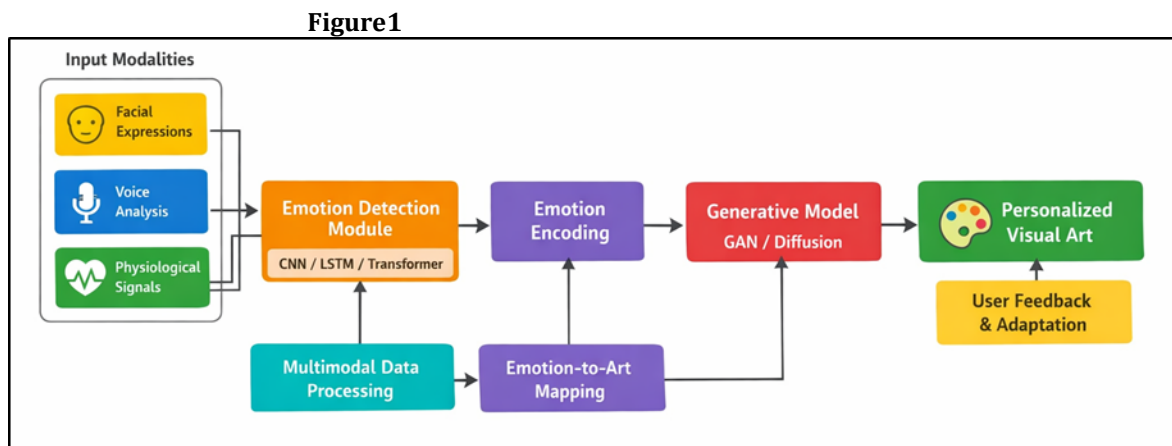 Figure1
Input Modalities
Facial
Expressions
Voice
Analysis
Physiological
Signals
Emotion Detection
Module
CNN / LSTM / Transformer
Emotion
Encoding
Generative Model
GAN / Diffusion
Personalized
Visual Art
User Feedback
& Adaptation
Multimodal Data
Processing
Emotion-to-Art
Mapping